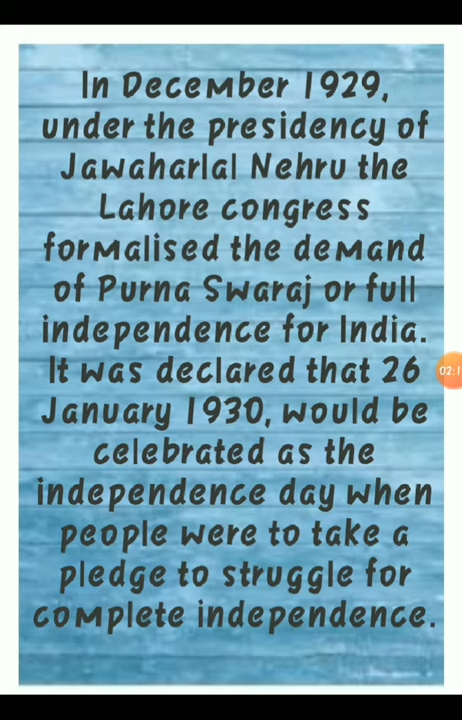 In December 1929,
under the presidency of
Jawaharlal Nehru the
Lahore congress
formalised the demand
of Purna Swaraj or full
independence for India.
It was declared that 26
January 1930, would be
celebrated as the
independence day when
people were to take a
pledge to struggle for
complete independence.